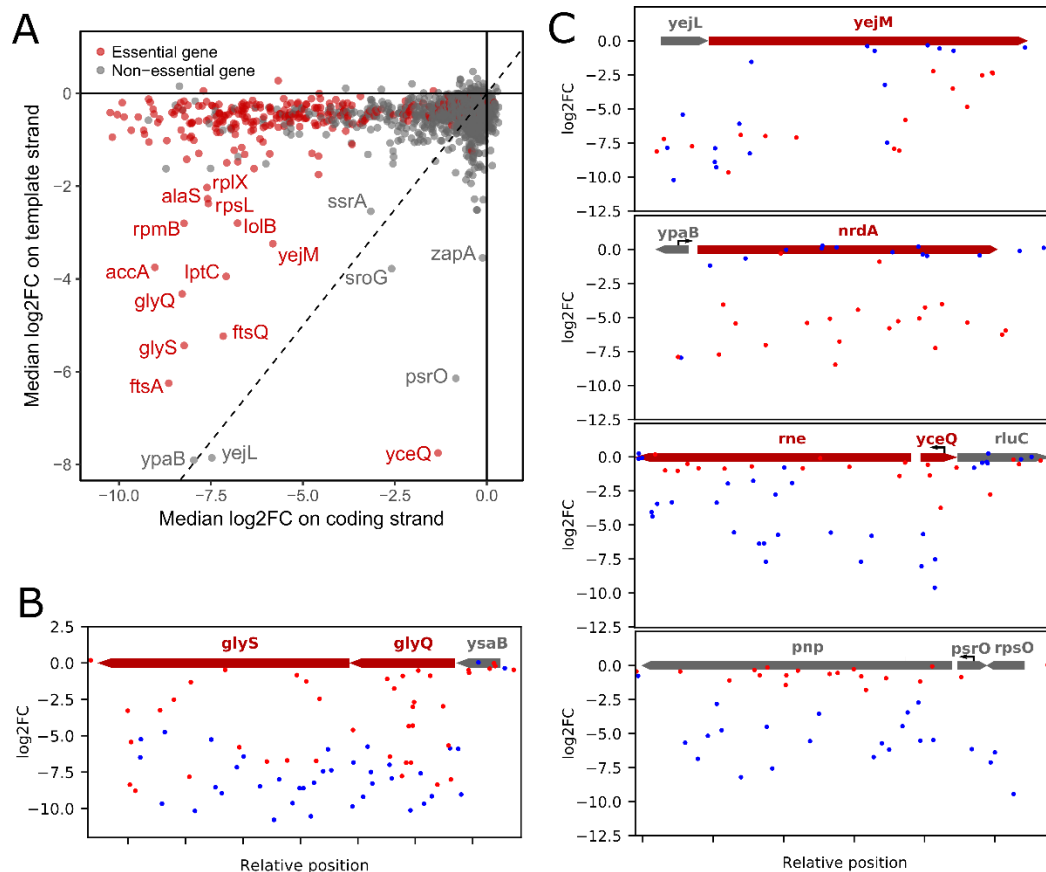 A
Essential gene
Non-essential gene
Median log2FC on template strand
0
−2
−4
−6
−8
rplX
alaS
rpsL
rpmB
lolB
yejM
accA
lptC
glyQ
ftsQ
glyS
ftsA
ypaB
yejL
ssrA
zapA
sroG
psrO
yceQ
−10.0
−7.5
−5.0
−2.5
0.0
Median log2FC on coding strand
B
glyS
glyQ
ysaB
log2FC
2.5
0.0
−2.5
−5.0
−7.5
−10.0
Relative position
C
yejL
yejM
log2FC
0.0
−2.5
−5.0
−7.5
−10.0
−12.5
ypaB
nrdA
log2FC
0.0
−2.5
−5.0
−7.5
−10.0
−12.5
rne
yceQ
rluC
log2FC
0.0
−2.5
−5.0
−7.5
−10.0
−12.5
pnp
psrO
rpsO
log2FC
0.0
−2.5
−5.0
−7.5
−10.0
−12.5
Relative position